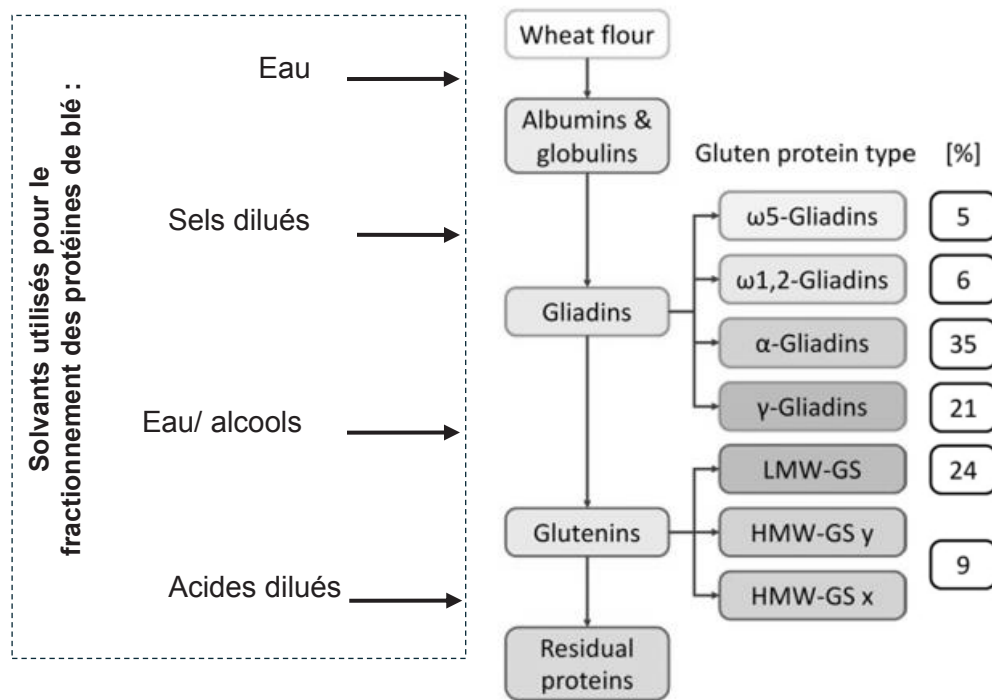 Solvants utilisés pour le
fractionnement des protéines de blé :
Eau
Sels dilués
Eau/ alcools
Acides dilués
Wheat flour
Albumins &
globulins
Gliadins
Glutenins
Residual
proteins
Gluten protein type [%]
ω5-Gliadins 5
ω1,2-Gliadins 6
α-Gliadins 35
γ-Gliadins 21
LMW-GS 24
HMW-GS y
9
HMW-GS x